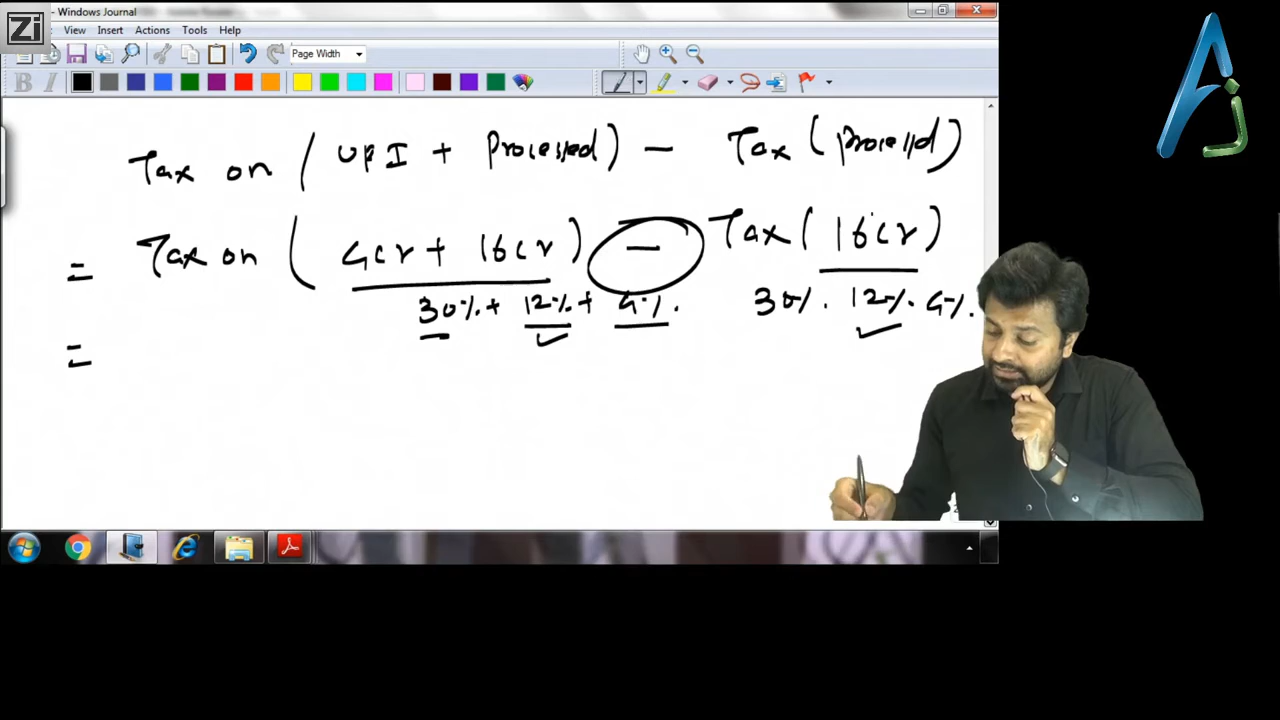 Zi
- Windows Journal
View Insert Actions Tools Help
Page Width
B I
Tax on ( UPI + Processed) - Tax (processed)
= Tax on ( 4cr + 16cr) - Tax (16cr)
30%. + 12%. + 4%. 30%. 12%. 4%.
=